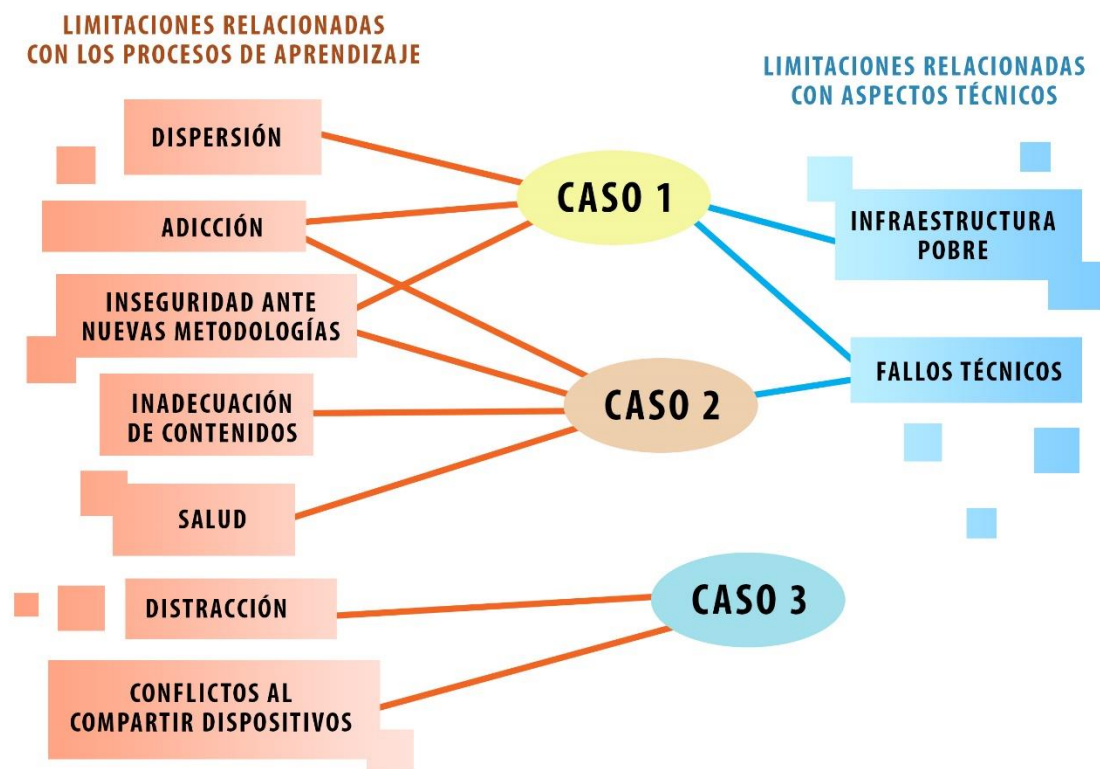 LIMITACIONES RELACIONADAS
CON LOS PROCESOS DE APRENDIZAJE
LIMITACIONES RELACIONADAS
CON ASPECTOS TÉCNICOS
DISPERSIÓN
ADICCIÓN
INSEGURIDAD ANTE
NUEVAS METODOLOGÍAS
INADECUACIÓN
DE CONTENIDOS
SALUD
DISTRACCIÓN
CONFLICTOS AL
COMPARTIR DISPOSITIVOS
CASO 1
CASO 2
CASO 3
INFRAESTRUCTURA
POBRE
FALLOS TÉCNICOS